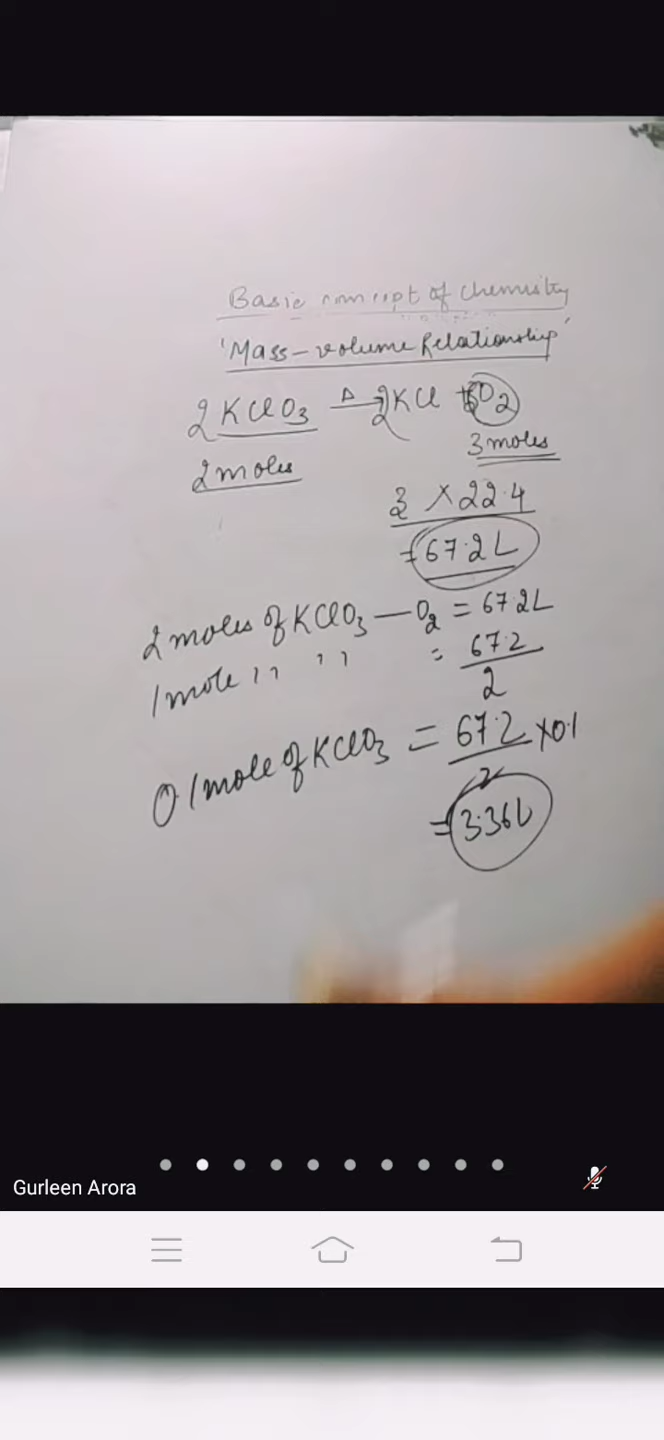 Basic concept of chemistry
'Mass-volume Relationship'
2KClO3 Δ→ 2KCl + 3O2
2 moles
3 moles
3 × 22.4
= 67.2 L
2 moles of KClO3 — O2 = 67.2L
1 mole " " = 67.2 / 2
0.1 mole of KClO3 = 67.2 / 2 × 0.1
= 3.36 L
Gurleen Arora